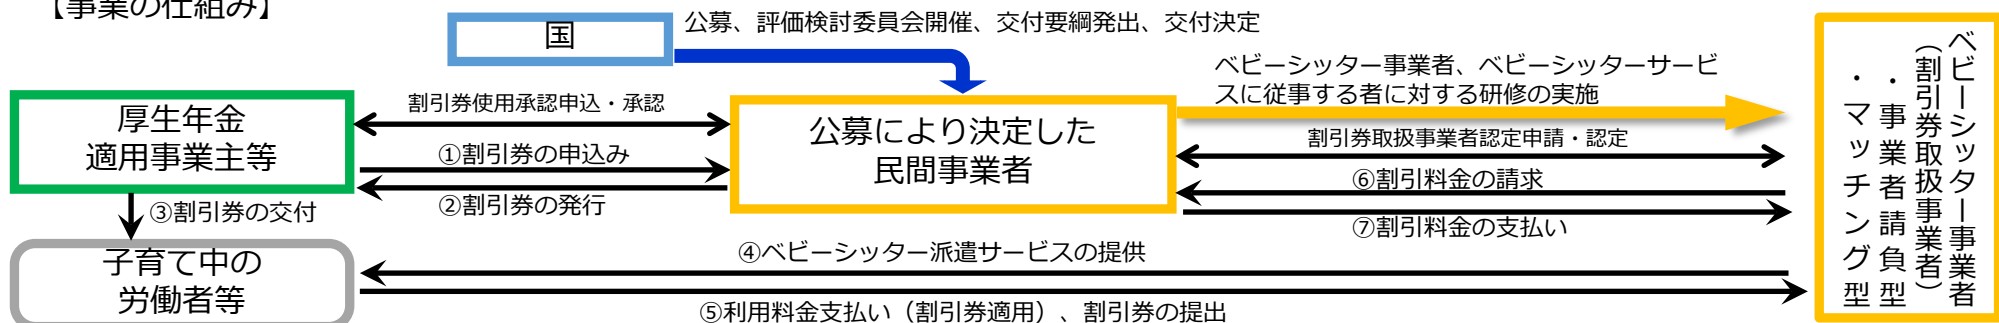 【事業の仕組み】
国
公募、評価検討委員会開催、交付要綱発出、交付決定
厚生年金
適用事業主等
割引券使用承認申込・承認
①割引券の申込み
②割引券の発行
③割引券の交付
公募により決定した
民間事業者
ベビーシッター事業者、ベビーシッターサービ
スに従事する者に対する研修の実施
割引券取扱事業者認定申請・認定
⑥割引料金の請求
⑦割引料金の支払い
ベビーシッター事業者
（割引券取扱事業者）
・事業者請負型
・マッチング型
子育て中の
労働者等
④ベビーシッター派遣サービスの提供
⑤利用料金支払い（割引券適用）、割引券の提出